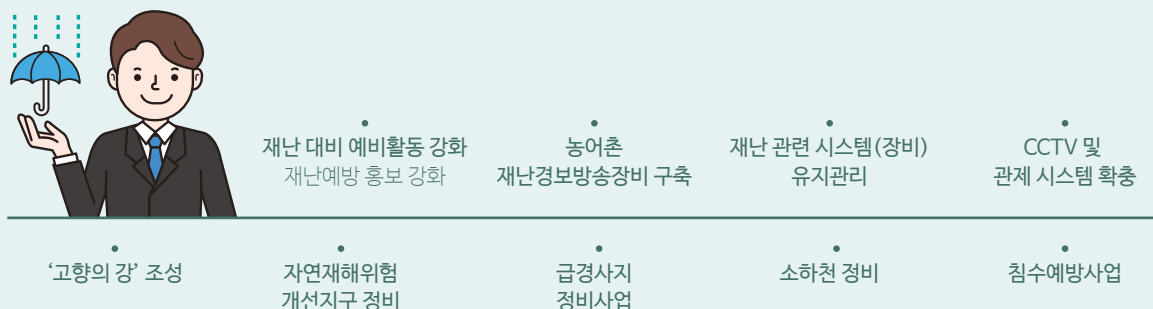 재난 대비 예비활동 강화
재난예방 홍보 강화
농어촌
재난경보방송장비 구축
재난 관련 시스템(장비)
유지관리
CCTV 및
관제 시스템 확충
‘고향의 강’ 조성
자연재해위험
개선지구 정비
급경사지
정비사업
소하천 정비
침수예방사업